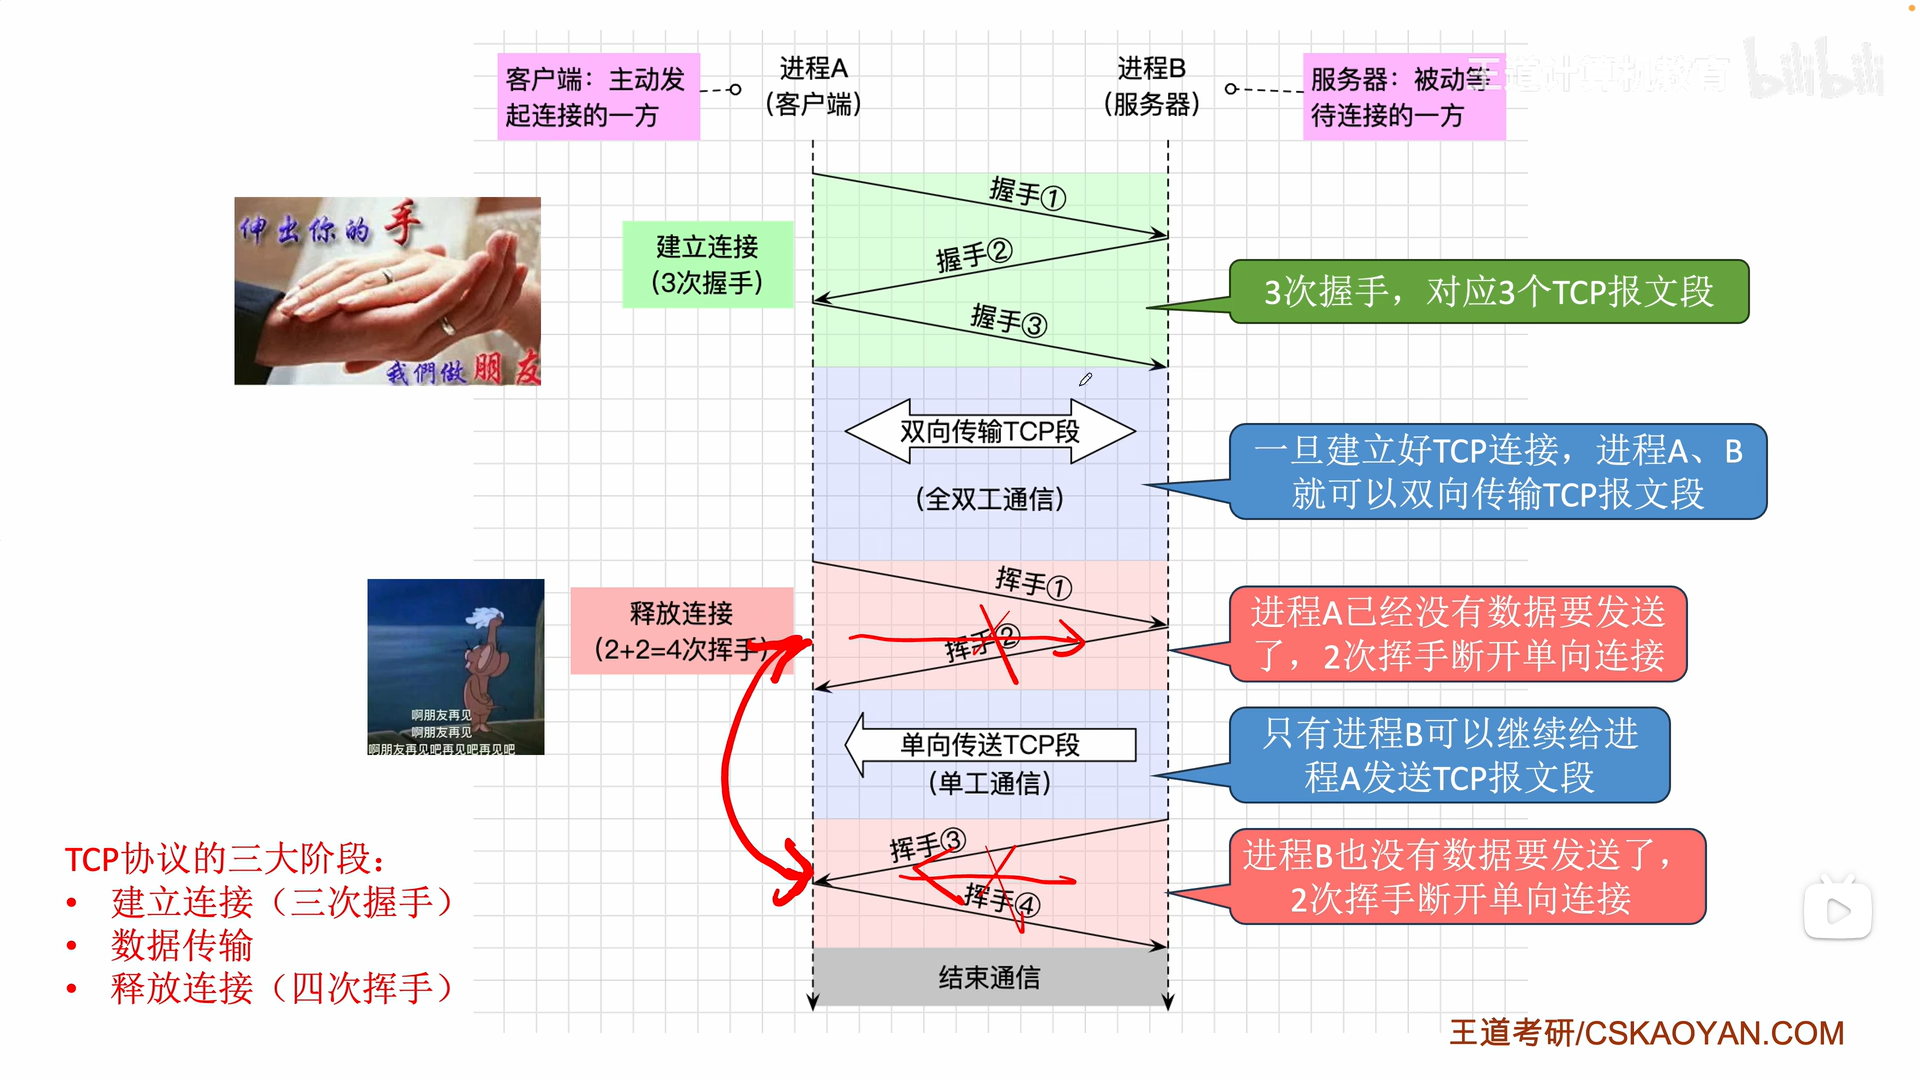 客户端：主动发
起连接的一方
进程A
（客户端）
进程B
（服务器）
服务器：被动等
待连接的一方
王道计算机教育
bilibili
伸出你的手
我們做朋友
建立连接
（3次握手）
握手①
握手②
握手③
3次握手，对应3个TCP报文段
双向传输TCP段
（全双工通信）
一旦建立好TCP连接，进程A、B
就可以双向传输TCP报文段
释放连接
（2+2=4次挥手）
挥手①
挥手②
进程A已经没有数据要发送
了，2次挥手断开单向连接
啊朋友再见
啊朋友再见
啊朋友再见吧再见吧再见吧
单向传送TCP段
（单工通信）
只有进程B可以继续给进
程A发送TCP报文段
挥手③
挥手④
进程B也没有数据要发送了，
2次挥手断开单向连接
结束通信
TCP协议的三大阶段：
• 建立连接（三次握手）
• 数据传输
• 释放连接（四次挥手）
王道考研/CSKAOYAN.COM